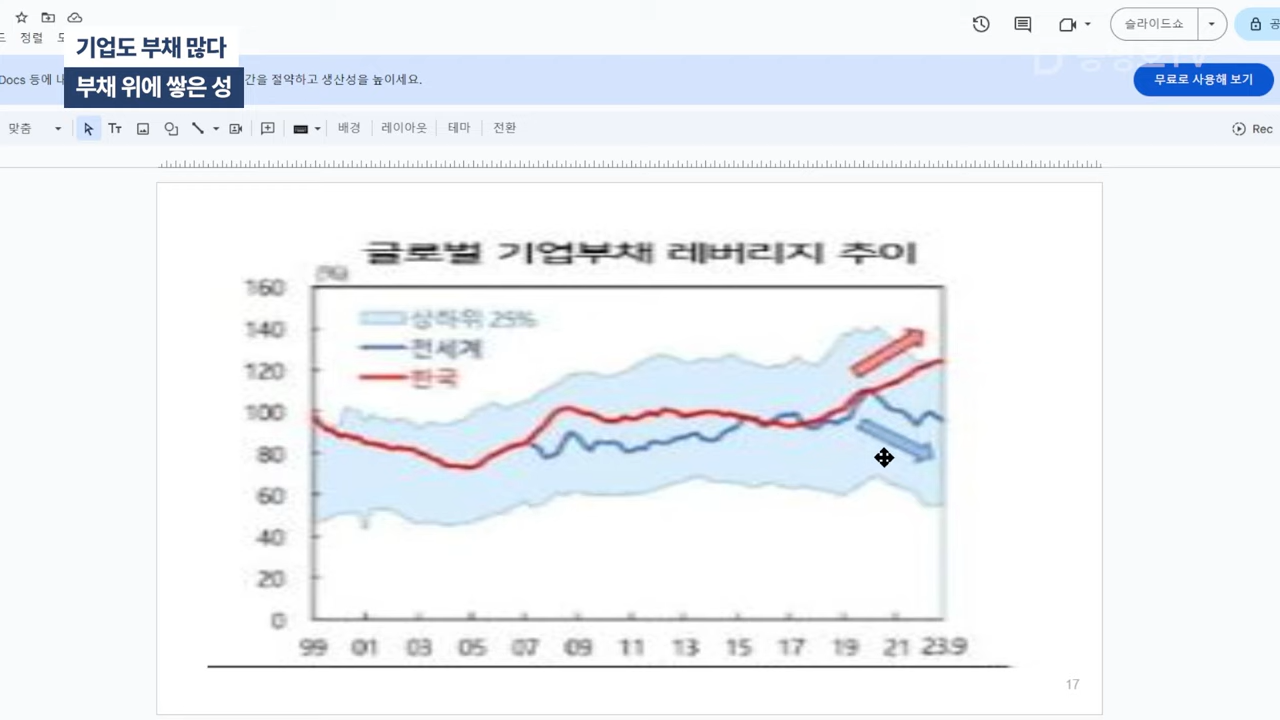 슬라이드쇼
정렬
기업도 부채 많다
부채 위에 쌓은 성
Docs 등에
간을 절약하고 생산성을 높이세요.
무료로 사용해 보기
맞춤
배경
레이아웃
테마
전환
Rec
글로벌 기업부채 레버리지 추이
(%)
160
140
120
100
80
60
40
20
0
상하위 25%
전세계
한국
99 01 03 05 07 09 11 13 15 17 19 21 23.9
17